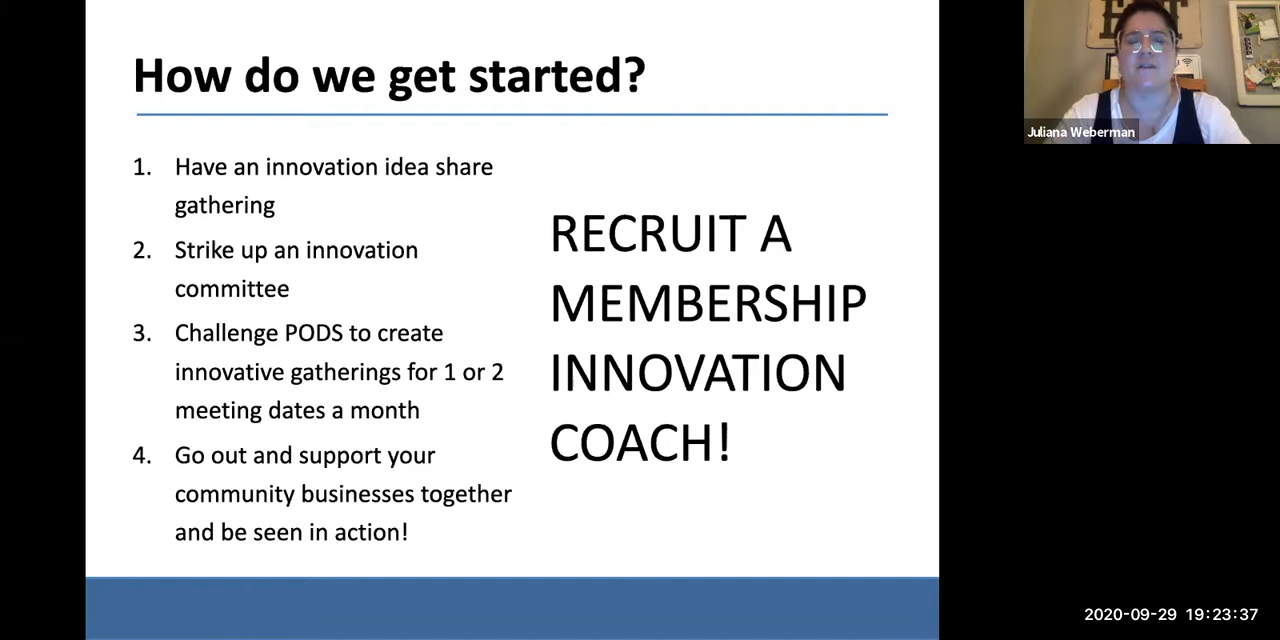 How do we get started?
1. Have an innovation idea share
gathering
2. Strike up an innovation
committee
3. Challenge PODS to create
innovative gatherings for 1 or 2
meeting dates a month
4. Go out and support your
community businesses together
and be seen in action!
RECRUIT A
MEMBERSHIP
INNOVATION
COACH!
Juliana Weberman
2020-09-29 19:23:37